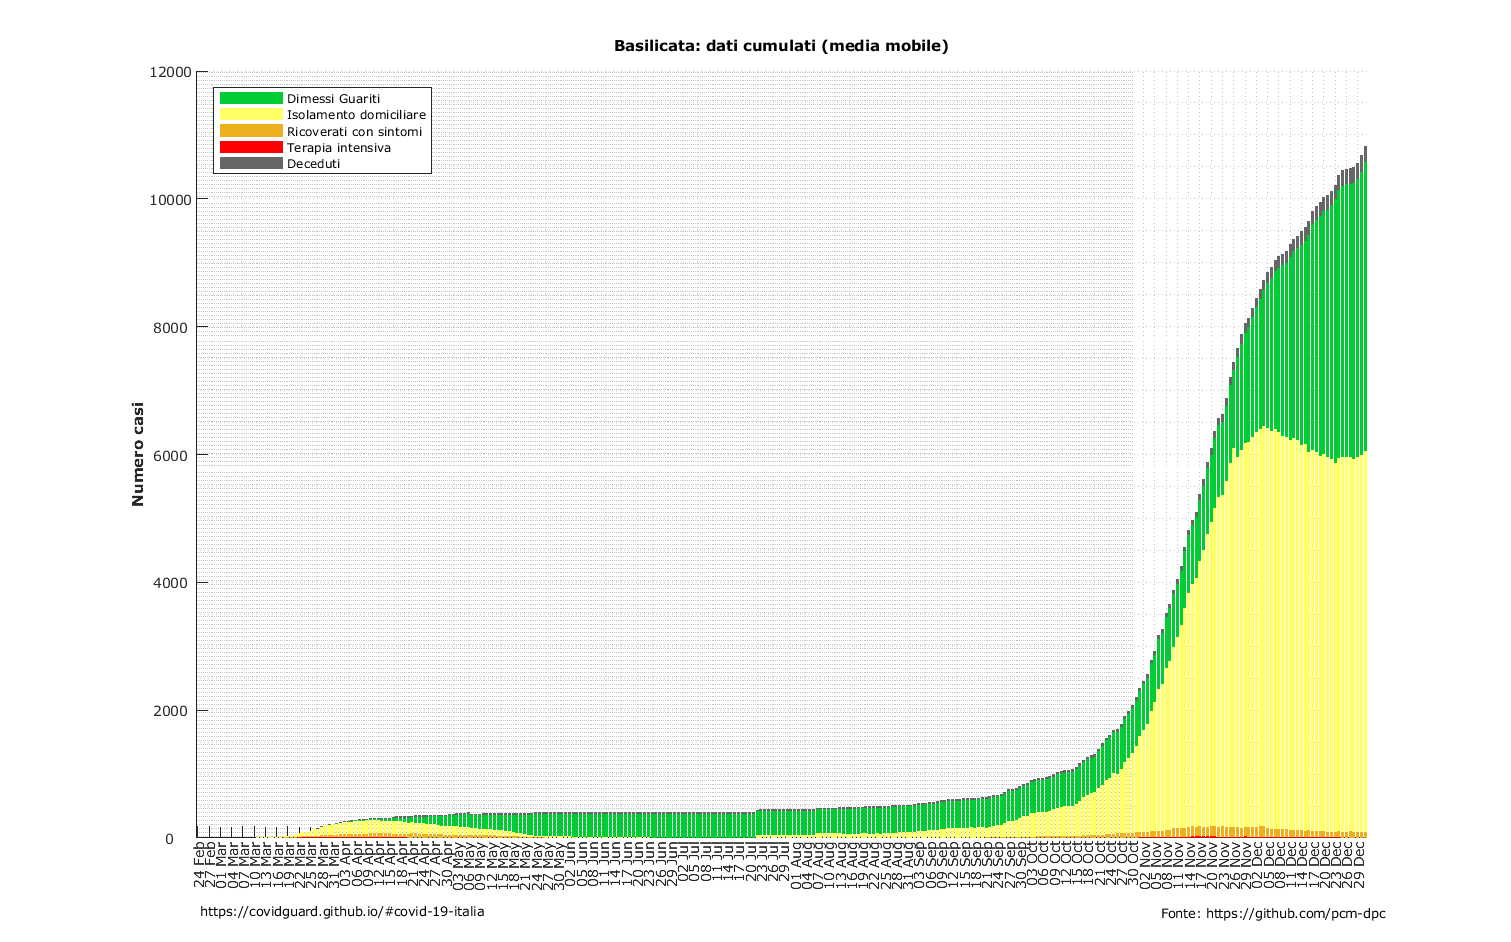 Basilicata: dati cumulati (media mobile)
12000
10000
8000
6000
4000
2000
0
Numero casi
Dimessi Guariti
Isolamento domiciliare
Ricoverati con sintomi
Terapia intensiva
Deceduti
24 Feb
27 Feb
01 Mar
04 Mar
07 Mar
10 Mar
13 Mar
16 Mar
19 Mar
22 Mar
25 Mar
28 Mar
31 Mar
03 Apr
06 Apr
09 Apr
12 Apr
15 Apr
18 Apr
21 Apr
24 Apr
27 Apr
30 Apr
03 May
06 May
09 May
12 May
15 May
18 May
21 May
24 May
27 May
30 May
02 Jun
05 Jun
08 Jun
11 Jun
14 Jun
17 Jun
20 Jun
23 Jun
26 Jun
29 Jun
02 Jul
05 Jul
08 Jul
11 Jul
14 Jul
17 Jul
20 Jul
23 Jul
26 Jul
29 Jul
01 Aug
04 Aug
07 Aug
10 Aug
13 Aug
16 Aug
19 Aug
22 Aug
25 Aug
28 Aug
31 Aug
03 Sep
06 Sep
09 Sep
12 Sep
15 Sep
18 Sep
21 Sep
24 Sep
27 Sep
30 Sep
03 Oct
06 Oct
09 Oct
12 Oct
15 Oct
18 Oct
21 Oct
24 Oct
27 Oct
30 Oct
02 Nov
05 Nov
08 Nov
11 Nov
14 Nov
17 Nov
20 Nov
23 Nov
26 Nov
29 Nov
02 Dec
05 Dec
08 Dec
11 Dec
14 Dec
17 Dec
20 Dec
23 Dec
26 Dec
29 Dec
https://covidguard.github.io/#covid-19-italia
Fonte: https://github.com/pcm-dpc